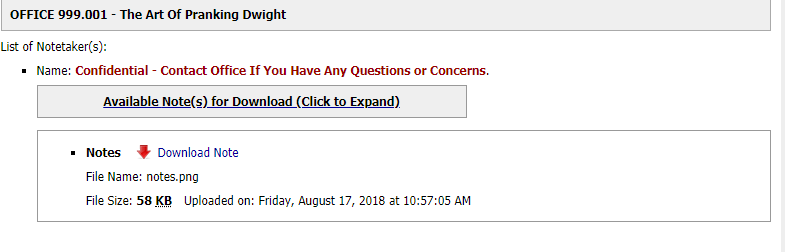 OFFICE 999.001 - The Art Of Pranking Dwight
List of Notetaker(s):
Name: Confidential - Contact Office If You Have Any Questions or Concerns.
Available Note(s) for Download (Click to Expand)
Notes Download Note
File Name: notes.png
File Size: 58 KB Uploaded on: Friday, August 17, 2018 at 10:57:05 AM